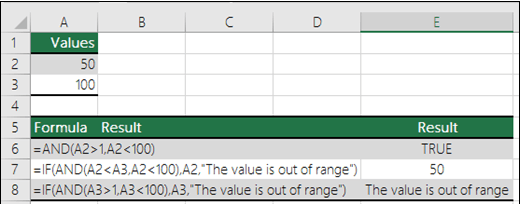 A B C D E
1 Values
2 50
3 100
4
5 Formula Result Result
6 =AND(A2>1,A2<100) TRUE
7 =IF(AND(A2<A3,A2<100),A2,"The value is out of range") 50
8 =IF(AND(A3>1,A3<100),A3,"The value is out of range") The value is out of range